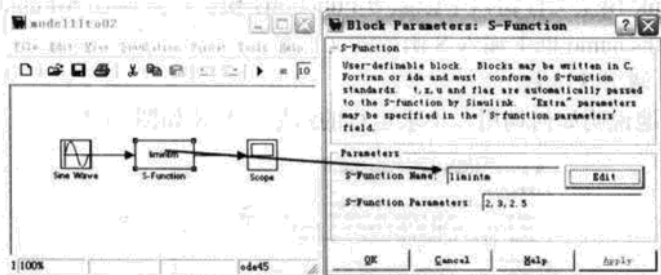 File Edit View Simulation Format Tools Help
10
limintm
Sine Wave
S-Function
Scope
100%
ode45
Block Parameters: S-Function
S-Function
User-definable block. Blocks may be written in C,
Fortran or Ada and must conform to S-function
standards. t,x,u and flag are automatically passed
to the S-function by Simulink. "Extra" parameters
may be specified in the 'S-function parameters'
field.
Parameters
S-Function Name: limintm
Edit
S-Function Parameters: 2,3,2.5
OK
Cancel
Help
Apply